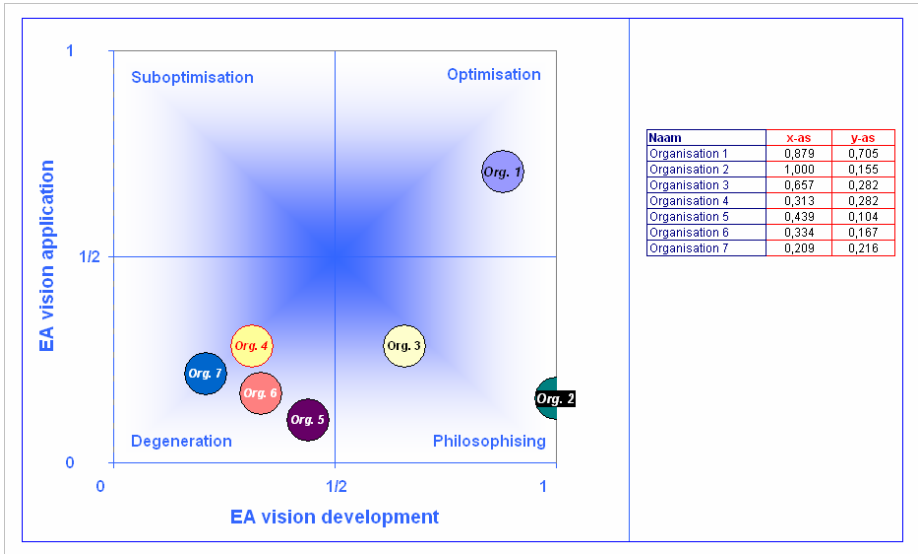 1
Suboptimisation
Optimisation
Org. 1
EA vision application
1/2
Org. 4
Org. 3
Org. 7
Org. 6
Org. 2
Org. 5
Degeneration
Philosophising
0
0
1/2
1
EA vision development
Naam x-as y-as
Organisation 1 0,879 0,705
Organisation 2 1,000 0,155
Organisation 3 0,657 0,282
Organisation 4 0,313 0,282
Organisation 5 0,439 0,104
Organisation 6 0,334 0,167
Organisation 7 0,209 0,216